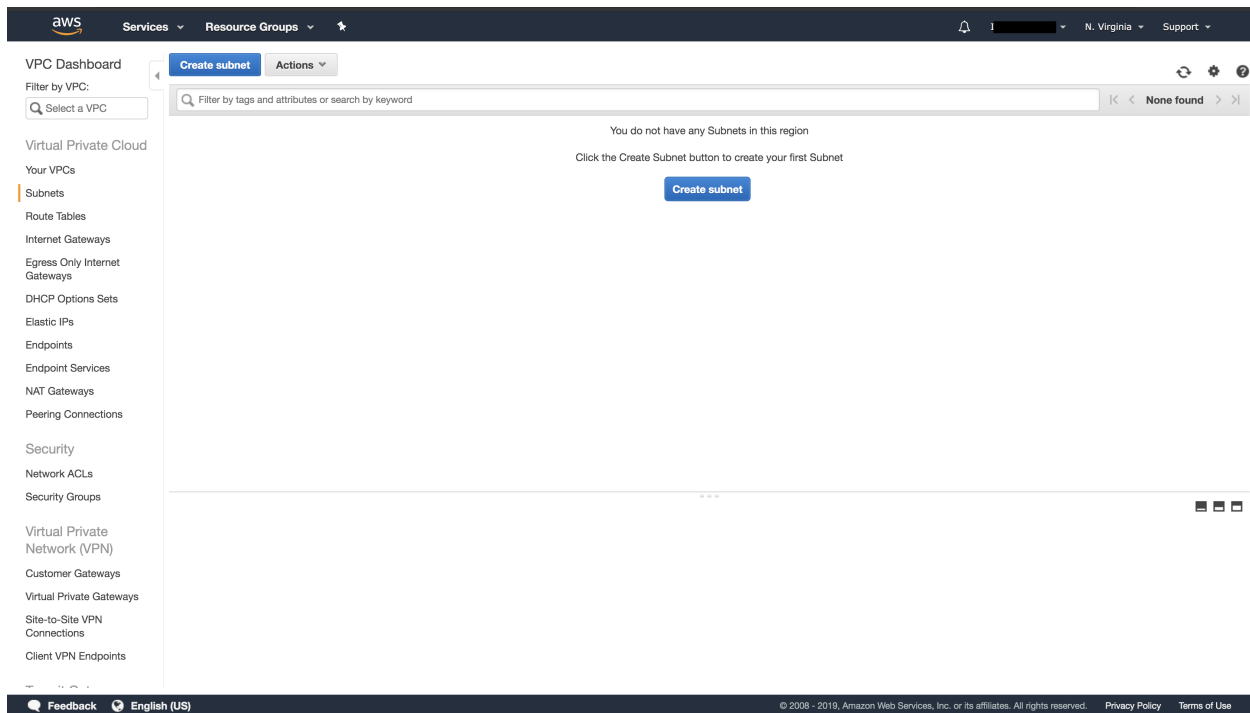 aws Services Resource Groups N. Virginia Support
VPC Dashboard
Filter by VPC:
Select a VPC
Virtual Private Cloud
Your VPCs
Subnets
Route Tables
Internet Gateways
Egress Only Internet
Gateways
DHCP Options Sets
Elastic IPs
Endpoints
Endpoint Services
NAT Gateways
Peering Connections
Security
Network ACLs
Security Groups
Virtual Private
Network (VPN)
Customer Gateways
Virtual Private Gateways
Site-to-Site VPN
Connections
Client VPN Endpoints
Create subnet Actions
Filter by tags and attributes or search by keyword
None found
You do not have any Subnets in this region
Click the Create Subnet button to create your first Subnet
Create subnet
Feedback English (US)
© 2008 - 2019, Amazon Web Services, Inc. or its affiliates. All rights reserved. Privacy Policy Terms of Use